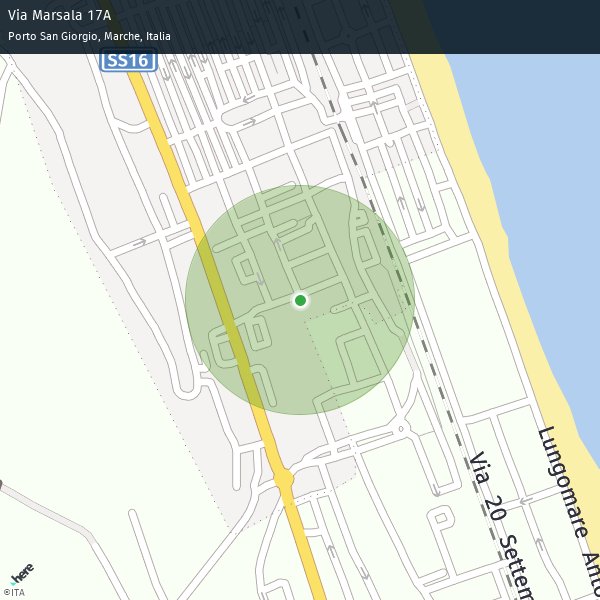 Via Marsala 17A
Porto San Giorgio, Marche, Italia
SS16
Lungomare Anto
Via 20 Settem
here
©ITA